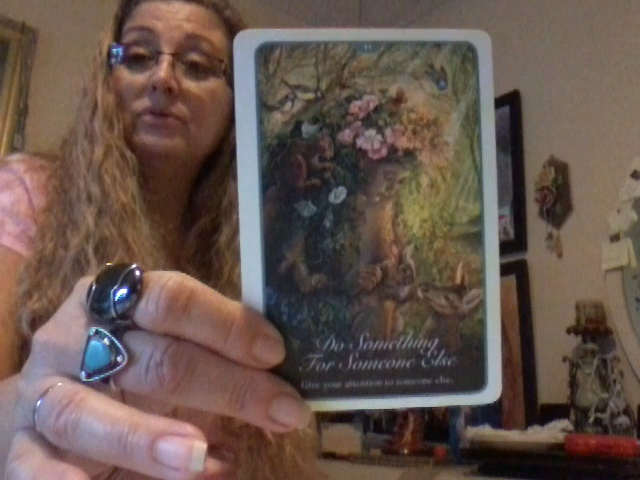 Do Something
For Someone Else
Give your attention to someone else.